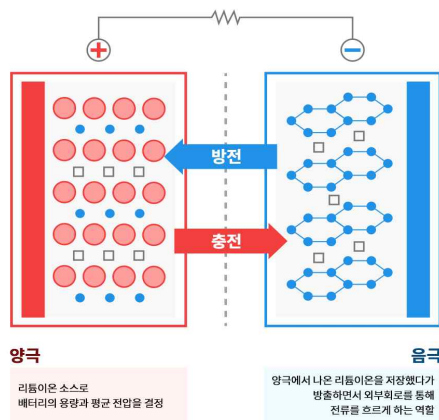 방전
충전
양극
리튬이온 소스로
배터리의 용량과 평균 전압을 결정
음극
양극에서 나온 리튬이온을 저장했다가
방출하면서 외부회로를 통해
전류를 흐르게 하는 역할